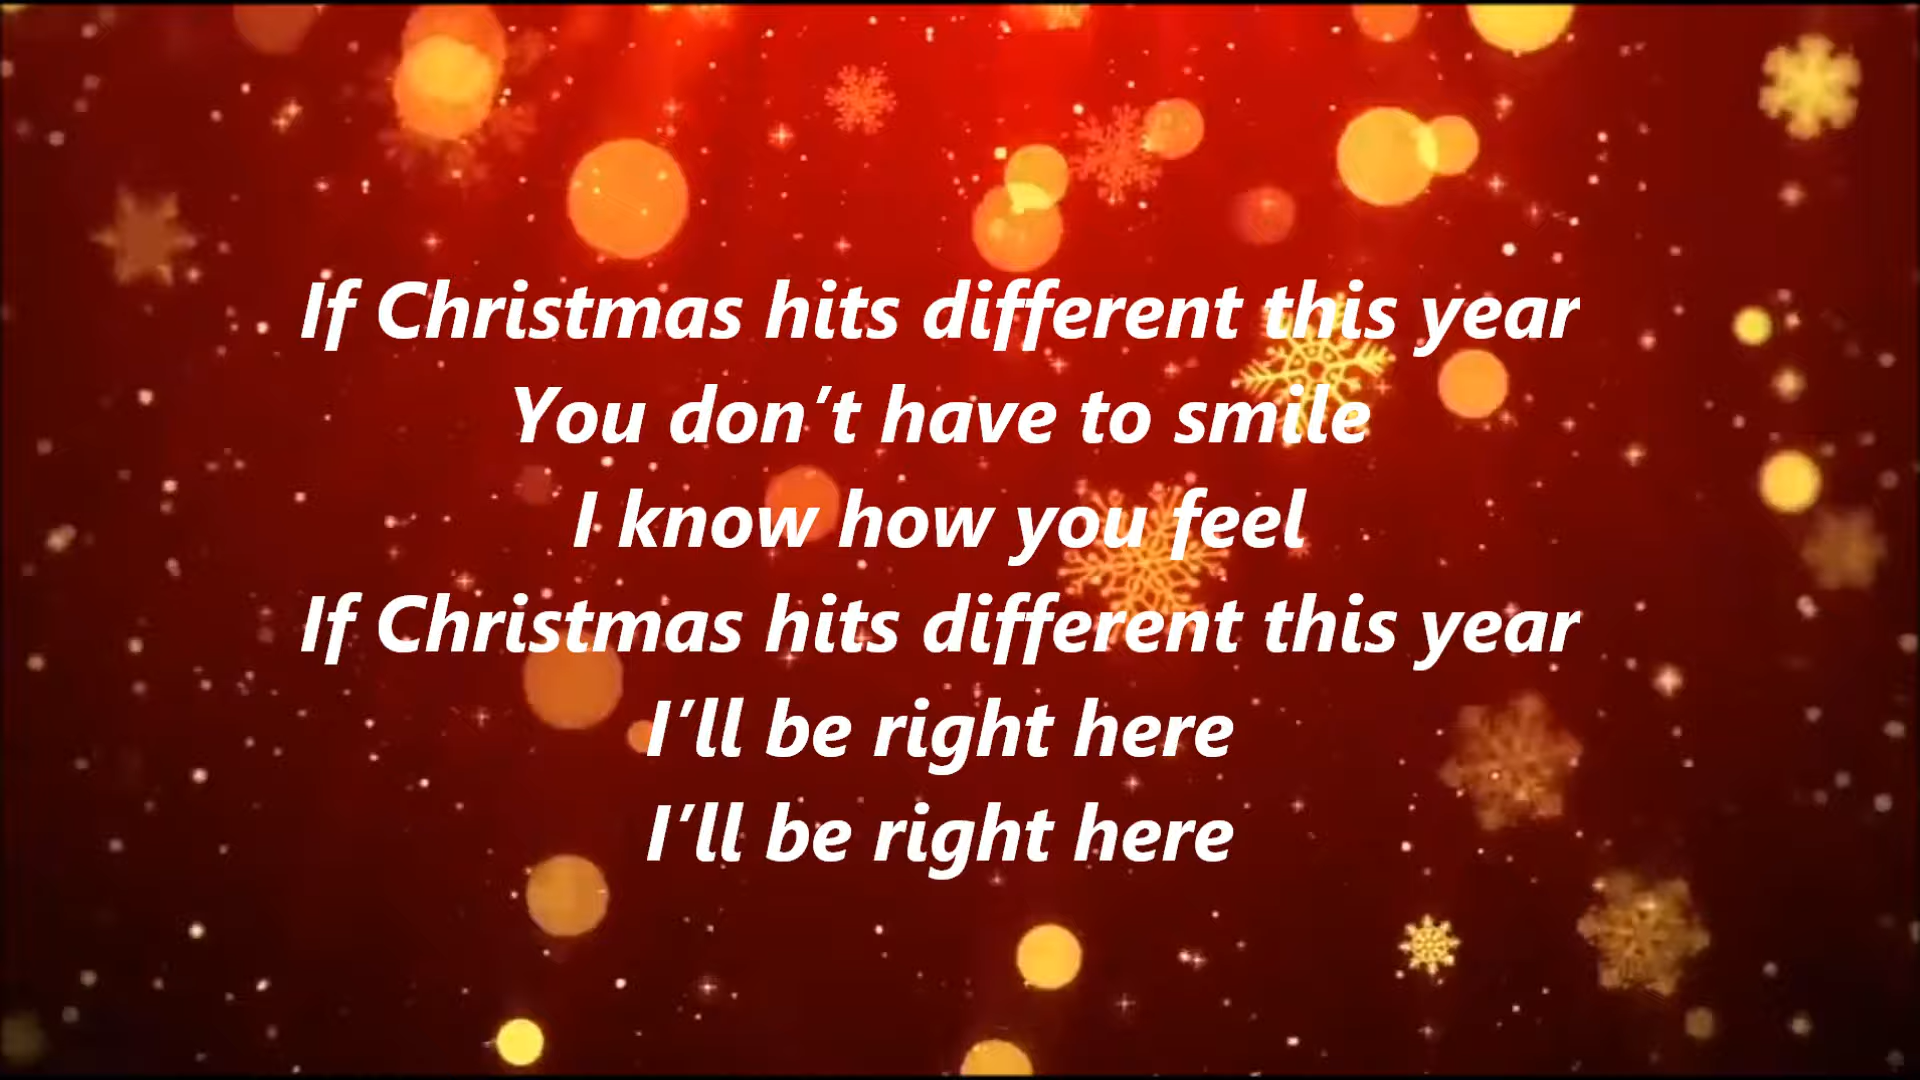 If Christmas hits different this year
You don’t have to smile
I know how you feel
If Christmas hits different this year
I’ll be right here
I’ll be right here